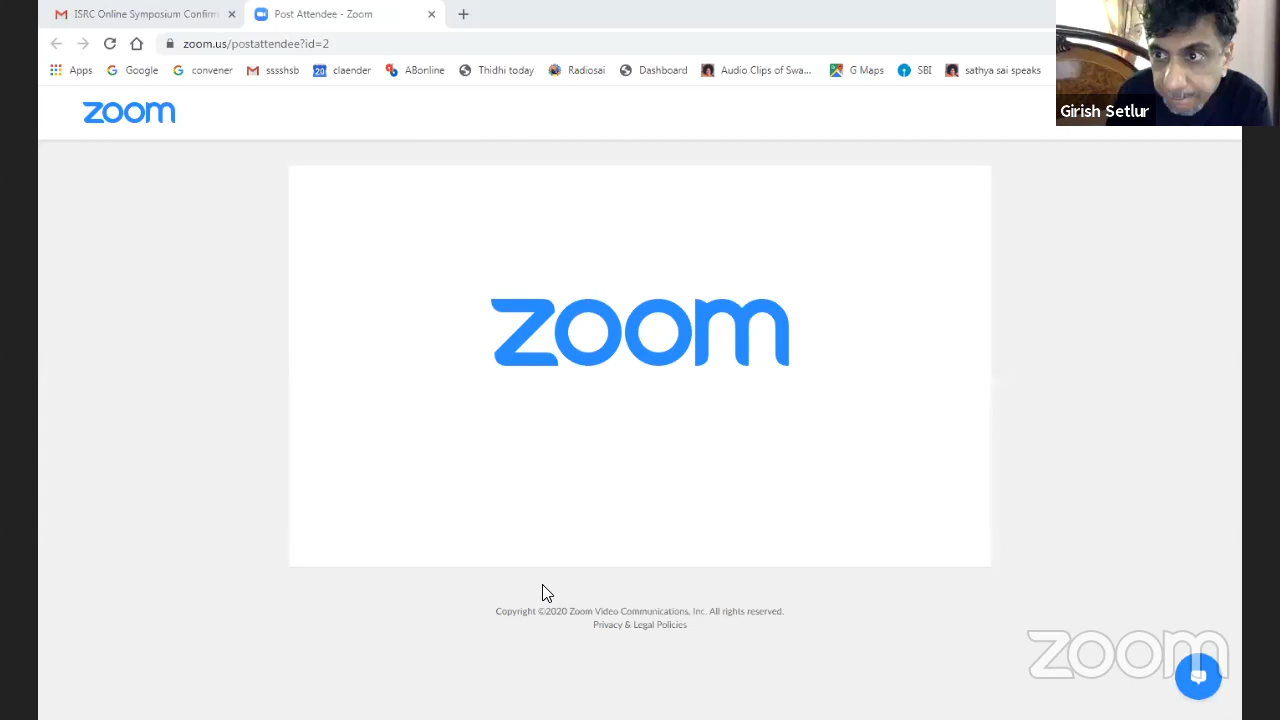 ISRC Online Symposium Confirm
Post Attendee - Zoom
zoom.us/postattendee?id=2
Apps Google convener sssshsb claender ABonline Thidhi today Radiosai Dashboard Audio Clips of Swa... G Maps SBI sathya sai speaks
20
zoom
Girish Setlur
zoom
Copyright ©2020 Zoom Video Communications, Inc. All rights reserved.
Privacy & Legal Policies
zoom